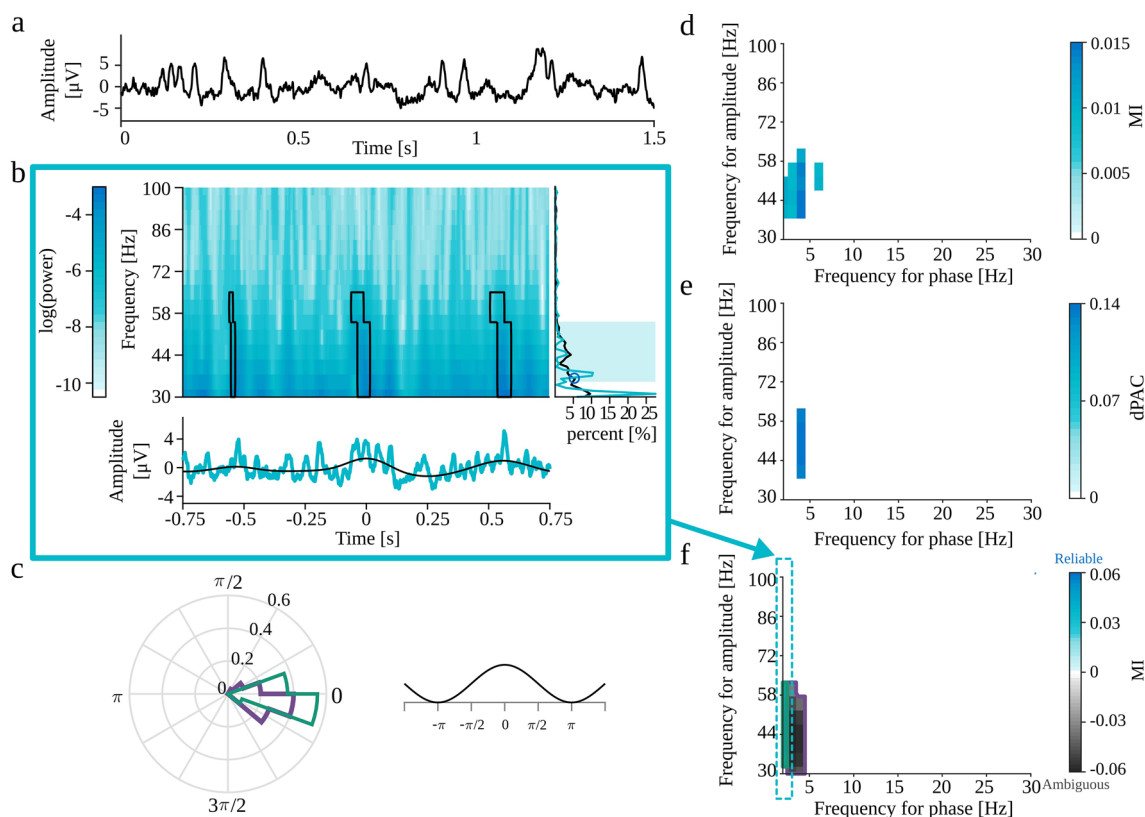 a
Amplitude
[μV]
5
0
-5
0
0.5
1
1.5
Time [s]
b
log(power)
-4
-6
-8
-10
Frequency [Hz]
100
86
72
58
44
30
5 10 15 20 25
percent [%]
Amplitude
[μV]
4
0
-4
-0.75 -0.5 -0.25 0 0.25 0.5 0.75
Time [s]
c
π/2
0.6
0.4
0.2
0
π
0
3π/2
-π -π/2 0 π/2 π
d
Frequency for amplitude [Hz]
100
86
72
58
44
30
5 10 15 20 25 30
Frequency for phase [Hz]
0.015
0.01
0.005
0
MI
e
Frequency for amplitude [Hz]
100
86
72
58
44
30
5 10 15 20 25 30
Frequency for phase [Hz]
0.14
0.07
0
dPAC
f
Frequency for amplitude [Hz]
100
86
72
58
44
30
5 10 15 20 25 30
Frequency for phase [Hz]
Reliable
0.06
0.03
0
-0.03
-0.06
MI
Ambiguous